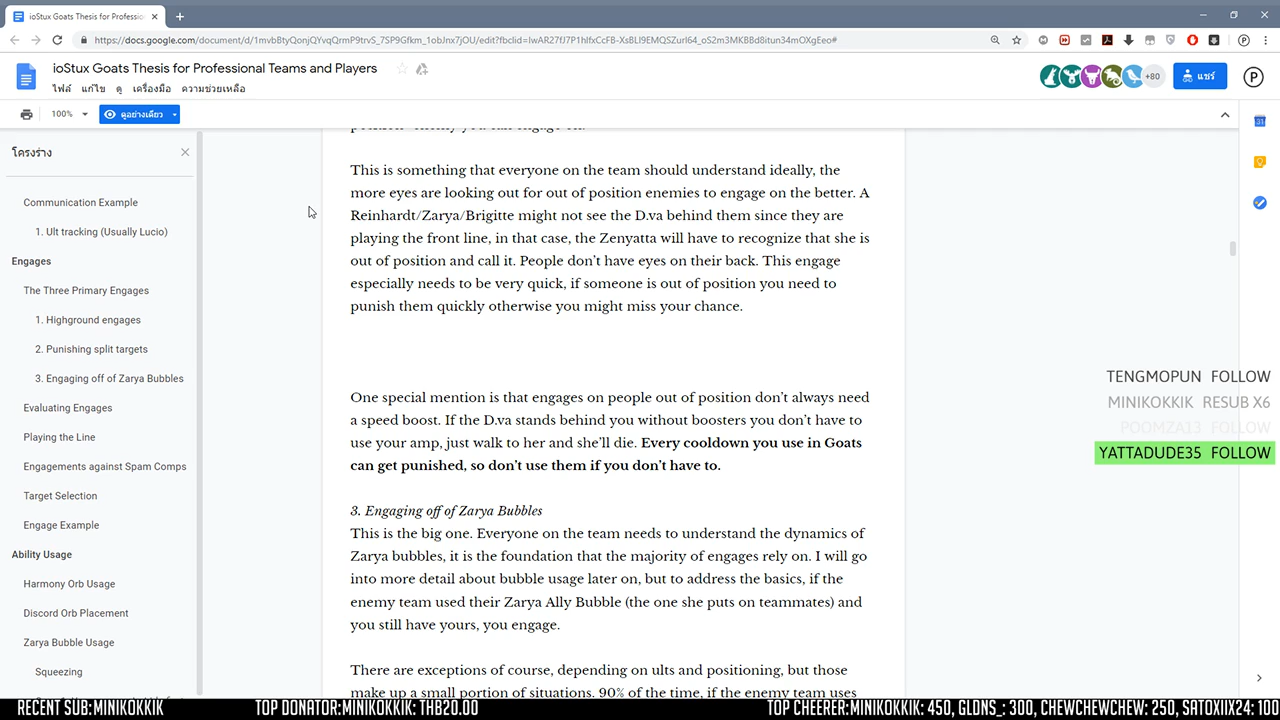 ioStux Goats Thesis for Professio
https://docs.google.com/document/d/1mvbBtyQonjQYvqQrmP9trvS_7SP9Gfkm_1obJnx7jOU/edit?fbclid=IwAR27fJ7P1hlfxCcFB-XsBLl9EMQSZurl64_oS2m3MKBBd8itun34mOXgEeo#
ioStux Goats Thesis for Professional Teams and Players
ไฟล์ แก้ไข ดู เครื่องมือ ความช่วยเหลือ
+80
แชร์
P
100%
ดูอย่างเดียว
โครงร่าง
Communication Example
1. Ult tracking (Usually Lucio)
Engages
The Three Primary Engages
1. Highground engages
2. Punishing split targets
3. Engaging off of Zarya Bubbles
Evaluating Engages
Playing the Line
Engagements against Spam Comps
Target Selection
Engage Example
Ability Usage
Harmony Orb Usage
Discord Orb Placement
Zarya Bubble Usage
Squeezing
This is something that everyone on the team should understand ideally, the
more eyes are looking out for out of position enemies to engage on the better. A
Reinhardt/Zarya/Brigitte might not see the D.va behind them since they are
playing the front line, in that case, the Zenyatta will have to recognize that she is
out of position and call it. People don't have eyes on their back. This engage
especially needs to be very quick, if someone is out of position you need to
punish them quickly otherwise you might miss your chance.
One special mention is that engages on people out of position don't always need
a speed boost. If the D.va stands behind you without boosters you don't have to
use your amp, just walk to her and she'll die. Every cooldown you use in Goats
can get punished, so don't use them if you don't have to.
3. Engaging off of Zarya Bubbles
This is the big one. Everyone on the team needs to understand the dynamics of
Zarya bubbles, it is the foundation that the majority of engages rely on. I will go
into more detail about bubble usage later on, but to address the basics, if the
enemy team used their Zarya Ally Bubble (the one she puts on teammates) and
you still have yours, you engage.
There are exceptions of course, depending on ults and positioning, but those
make up a small portion of situations. 90% of the time, if the enemy team uses
TENGMOPUN FOLLOW
MINIKOKKIK RESUB X6
POOMZA13 FOLLOW
YATTADUDE35 FOLLOW
RECENT SUB:MINIKOKKIK TOP DONATOR:MINIKOKKIK: THB20.00 TOP CHEERER:MINIKOKKIK: 450, GLDNS_: 300, CHEWCHEWCHEW: 250, SATOXIIX24: 100